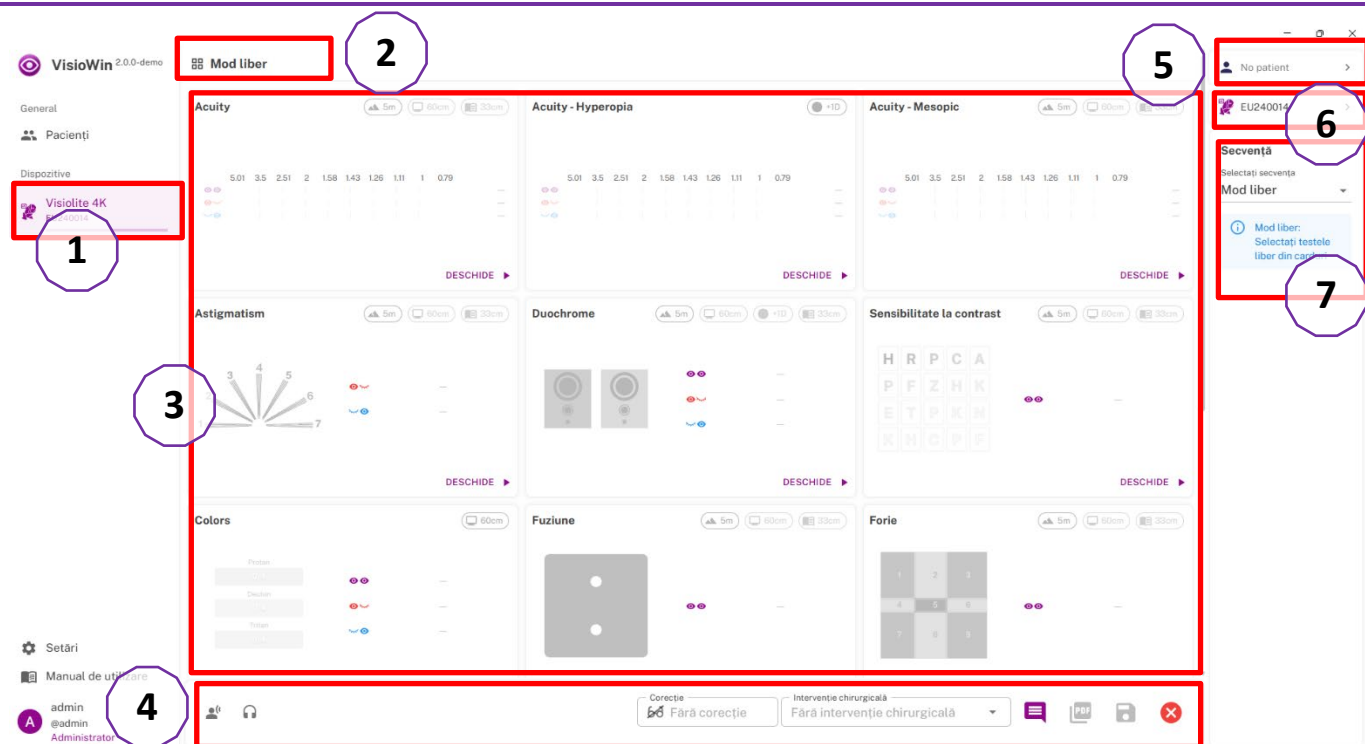 VisioWin 2.0.0-demo
Mod liber
2
5
No patient
General
Pacienți
Dispozitive
Visiolite 4K
EU240014
1
Acuity
5m
60cm
33cm
5.01 3.5 2.51 2 1.58 1.43 1.26 1.11 1 0.79
DESCHIDE
Acuity - Hyperopia
+1D
5.01 3.5 2.51 2 1.58 1.43 1.26 1.11 1 0.79
DESCHIDE
Acuity - Mesopic
5m
60cm
5.01 3.5 2.51 2 1.58 1.43 1.26 1.11 1 0.79
DESCHIDE
EU240014
6
Secvență
Selectați secvența
Mod liber
Mod liber:
Selectați testele
liber din
7
3
Astigmatism
5m
60cm
33cm
1 2 3 4 5 6 7
DESCHIDE
Duochrome
5m
60cm
+1D
33cm
DESCHIDE
Sensibilitate la contrast
5m
60cm
33cm
H R P C A
P F Z H K
E T P K N
K H C P F
DESCHIDE
Colors
60cm
Protan
Deutan
Tritan
Fuziune
5m
60cm
33cm
Forie
5m
60cm
33cm
1 2 3
4 5 6
7 8
Setări
Manual de utilizare
admin
@admin
Administrator
A
4
Corecție
Fără corecție
Intervenție chirurgicală
Fără intervenție chirurgicală
PDF